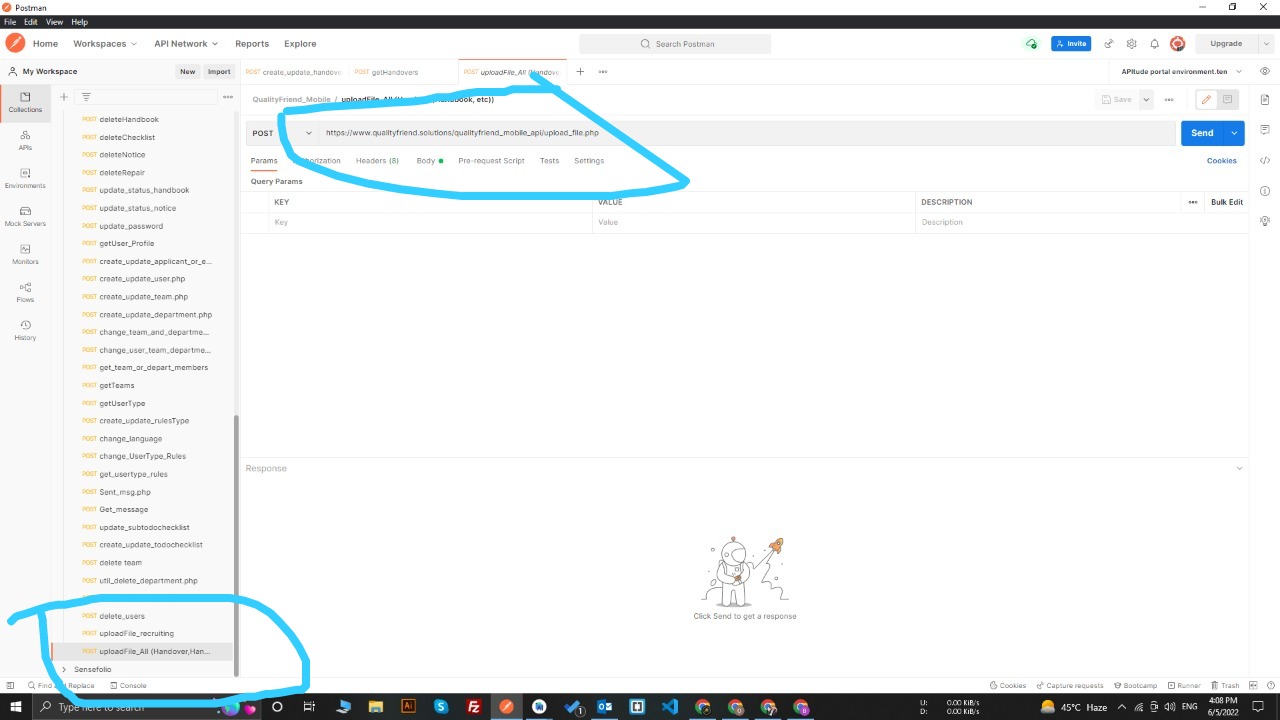 Postman
File Edit View Help
Home Workspaces API Network Reports Explore
Search Postman
Invite
Upgrade
My Workspace
New Import
POST create_update_handove
POST getHandovers
POST uploadFile_All (Handove
APItude portal environment.ten
Collections
APIs
Environments
Mock Servers
Monitors
Flows
History
POST deleteHandbook
POST deleteChecklist
POST deleteNotice
POST deleteRepair
POST update_status_handbook
POST update_status_notice
POST update_password
POST getUser_Profile
POST create_update_applicant_or_e...
POST create_update_user.php
POST create_update_team.php
POST create_update_department.php
POST change_team_and_departme...
POST change_user_team_departme...
POST get_team_or_depart_members
POST getTeams
POST getUserType
POST create_update_rulesType
POST change_language
POST change_UserType_Rules
POST get_usertype_rules
POST Sent_msg.php
POST Get_message
POST update_subtodochecklist
POST create_update_todochecklist
POST delete team
POST util_delete_department.php
POST delete_users
POST uploadFile_recruiting
POST uploadFile_All (Handover,Han...
Sensefolio
QualityFriend_Mobile / uploadFile_All (Handbook, etc))
Save
POST
https://www.qualityfriend.solutions/qualityfriend_mobile_api/upload_file.php
Send
Params Headers (8) Body Pre-request Script Tests Settings
Cookies
Query Params
KEY VALUE DESCRIPTION
Bulk Edit
Key Value Description
Response
Click Send to get a response
Find and Replace Console
Cookies Capture requests Bootcamp Runner Trash
Type here to search
U: 0.00 KiB/s
D: 0.00 KiB/s
45°C Haze
ENG
4:08 PM
6/5/2022